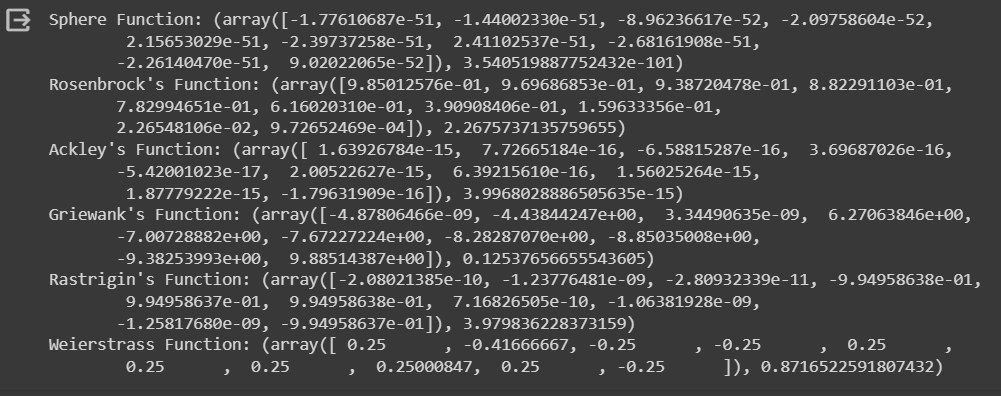 Sphere Function: (array([-1.77610687e-51, -1.44002330e-51, -8.96236617e-52, -2.09758604e-52,
        2.15653029e-51, -2.39737258e-51,  2.41102537e-51, -2.68161908e-51,
       -2.26140470e-51,  9.02022065e-52]), 3.540519887752432e-101)
Rosenbrock's Function: (array([9.85012576e-01, 9.69686853e-01, 9.38720478e-01, 8.82291103e-01,
       7.82994651e-01, 6.16020310e-01, 3.90908406e-01, 1.59633356e-01,
       2.26548106e-02, 9.72652469e-04]), 2.2675737135759655)
Ackley's Function: (array([ 1.63926784e-15,  7.72665184e-16, -6.58815287e-16,  3.69687026e-16,
       -5.42001023e-17,  2.00522627e-15,  6.39215610e-16,  1.56025264e-15,
        1.87779222e-15, -1.79631909e-16]), 3.9968028886505635e-15)
Griewank's Function: (array([-4.87806466e-09, -4.43844247e+00,  3.34490635e-09,  6.27063846e+00,
       -7.00728882e+00, -7.67227224e+00, -8.28287070e+00, -8.85035008e+00,
       -9.38253993e+00,  9.88514387e+00]), 0.12537656655543605)
Rastrigin's Function: (array([-2.08021385e-10, -1.23776481e-09, -2.80932339e-11, -9.94958638e-01,
        9.94958637e-01,  9.94958638e-01,  7.16826505e-10, -1.06381928e-09,
       -1.25817680e-09, -9.94958637e-01]), 3.979836228373159)
Weierstrass Function: (array([ 0.25      , -0.41666667, -0.25      , -0.25      ,  0.25      ,
        0.25      ,  0.25      ,  0.25000847,  0.25      , -0.25      ]), 0.8716522591807432)